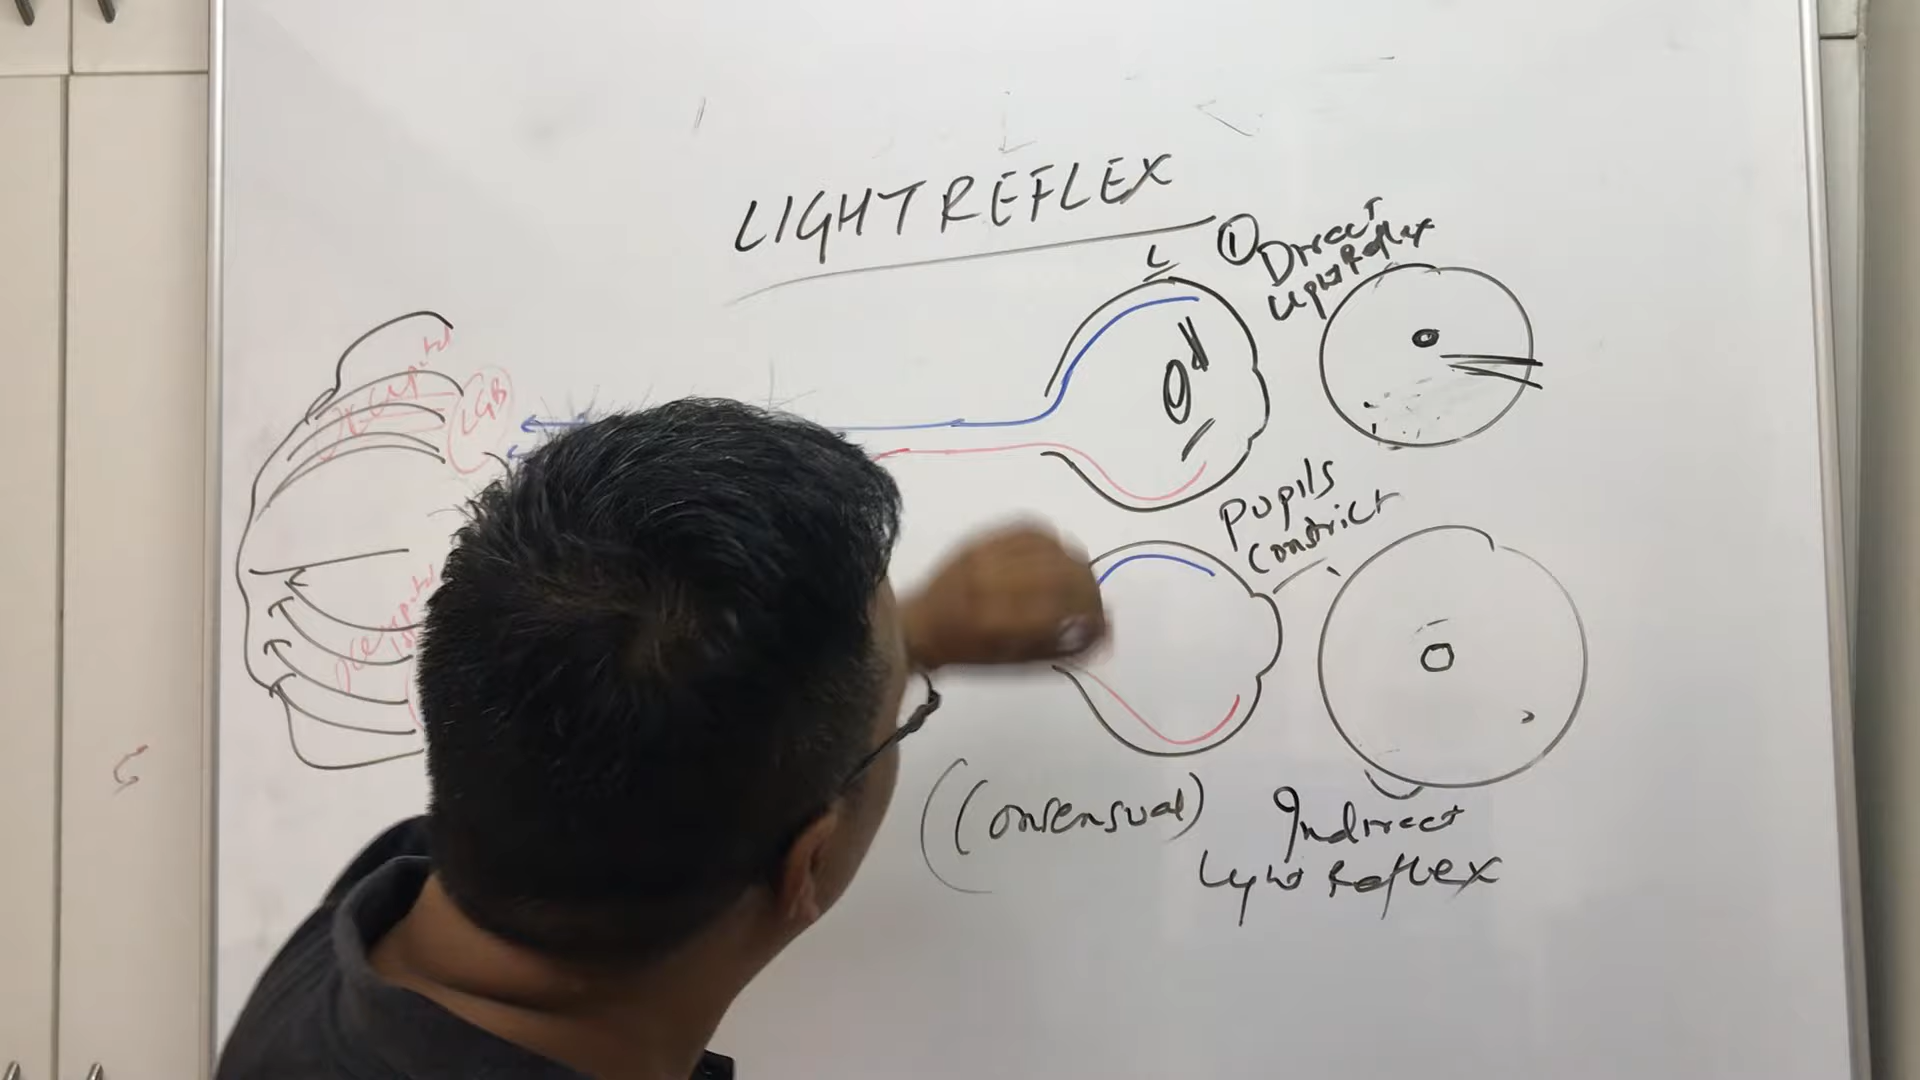 LIGHT REFLEX
L
① Direct
Light Reflex
LGB
Pupils
Constrict
(Consensual)
Indirect
Light Reflex